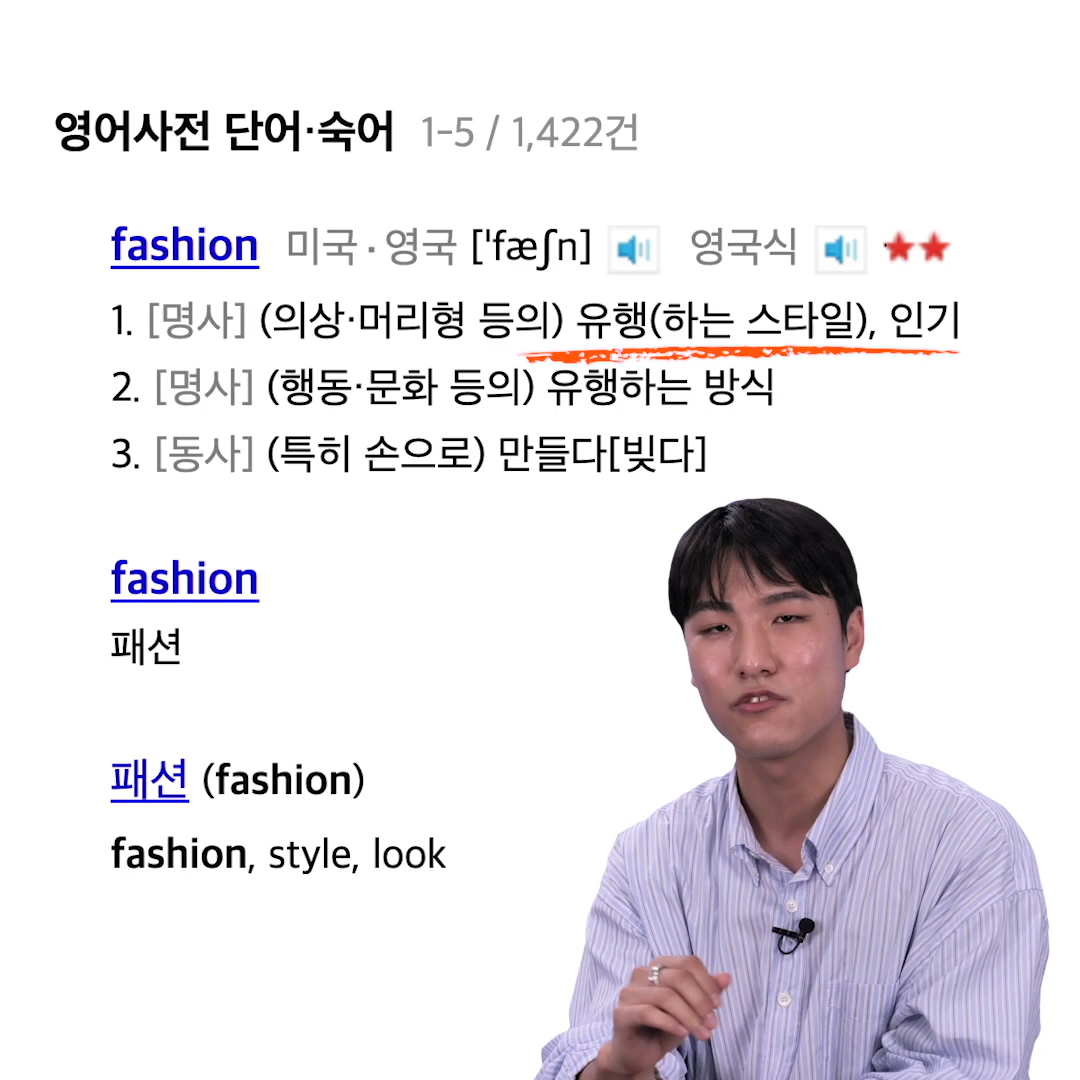 영어사전 단어·숙어 1-5 / 1,422건
fashion 미국·영국 ['fæʃn] 영국식 ★★
1. [명사] (의상·머리형 등의) 유행(하는 스타일), 인기
2. [명사] (행동·문화 등의) 유행하는 방식
3. [동사] (특히 손으로) 만들다[빚다]
fashion
패션
패션 (fashion)
fashion, style, look